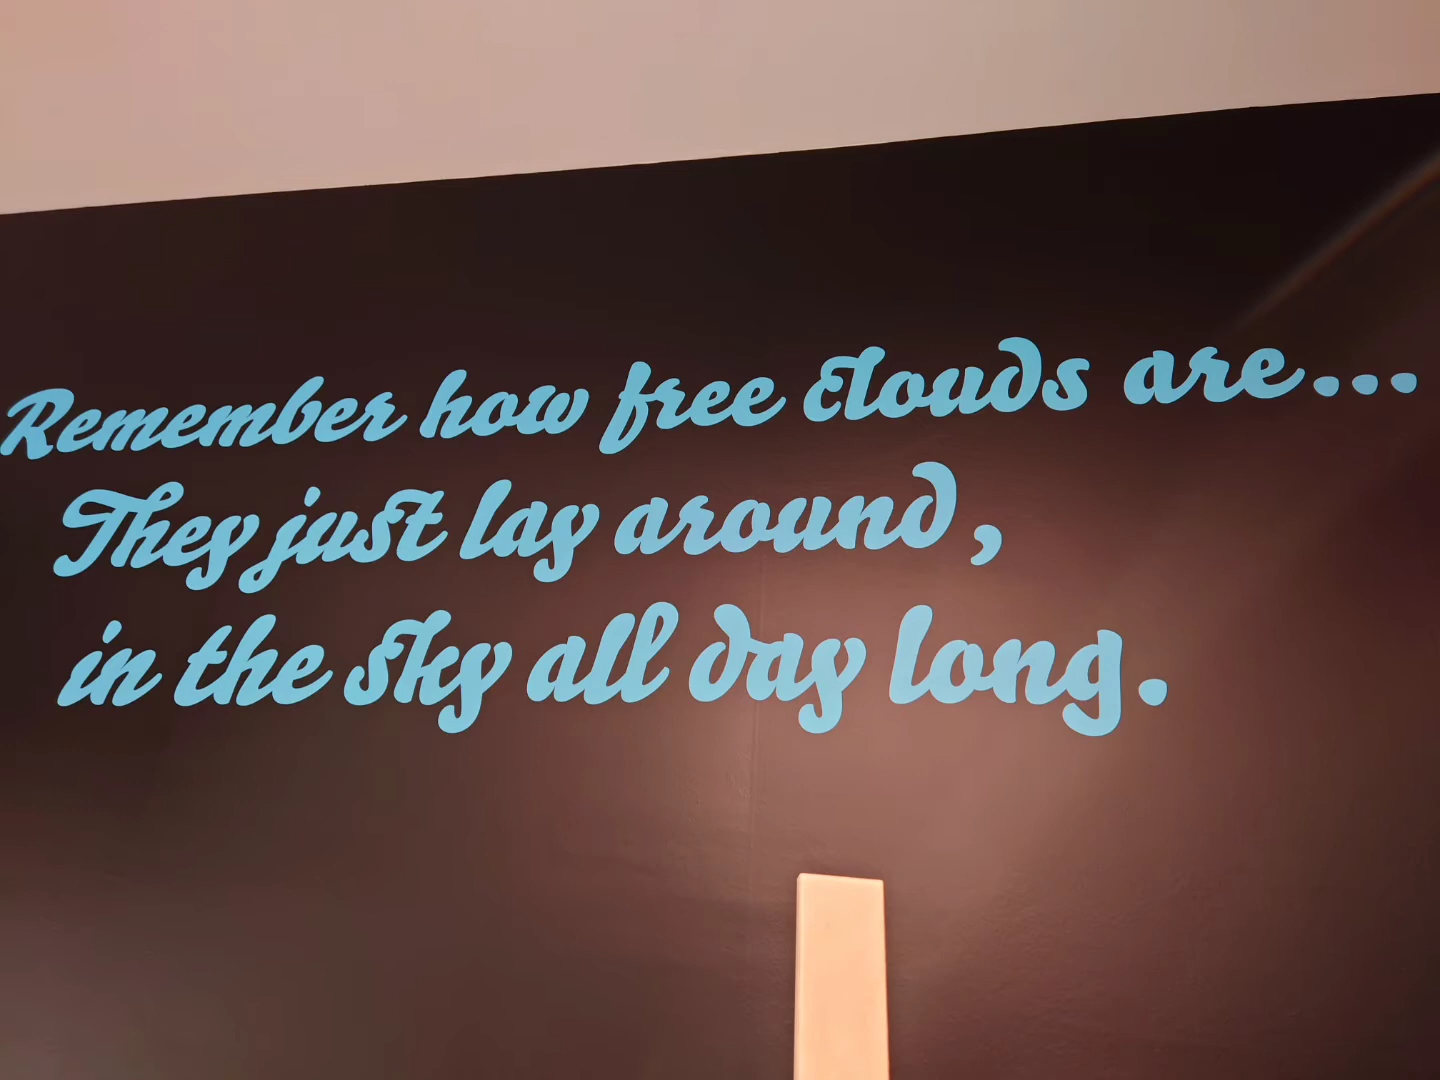 Remember how free clouds are...
They just lay around,
in the sky all day long.